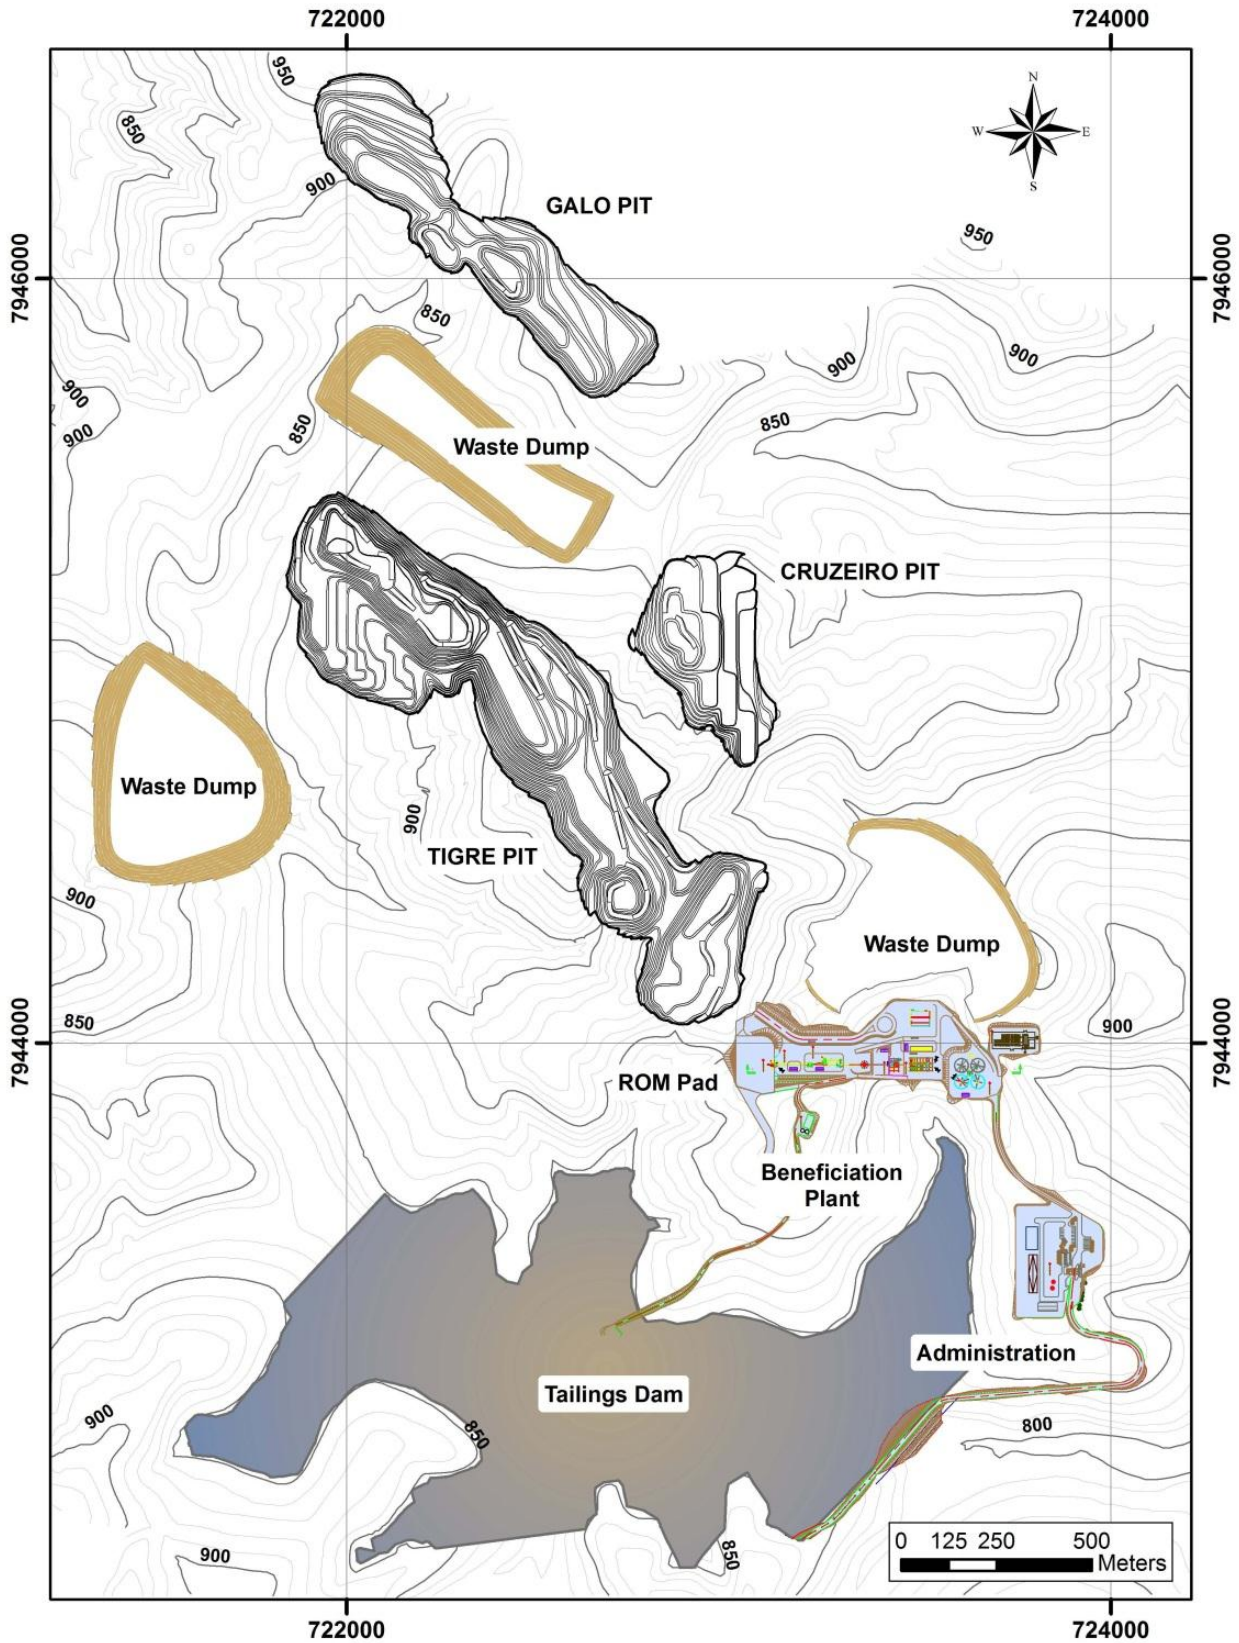 722000
724000
950
850
N
W
E
S
900
GALO PIT
950
7946000
7946000
850
900
900
900
850
900
850
Waste Dump
CRUZEIRO PIT
Waste Dump
900
TIGRE PIT
900
Waste Dump
850
900
7944000
7944000
ROM Pad
Beneficiation
Plant
Administration
Tailings Dam
900
850
800
900
850
0 125 250 500
Meters
722000
724000